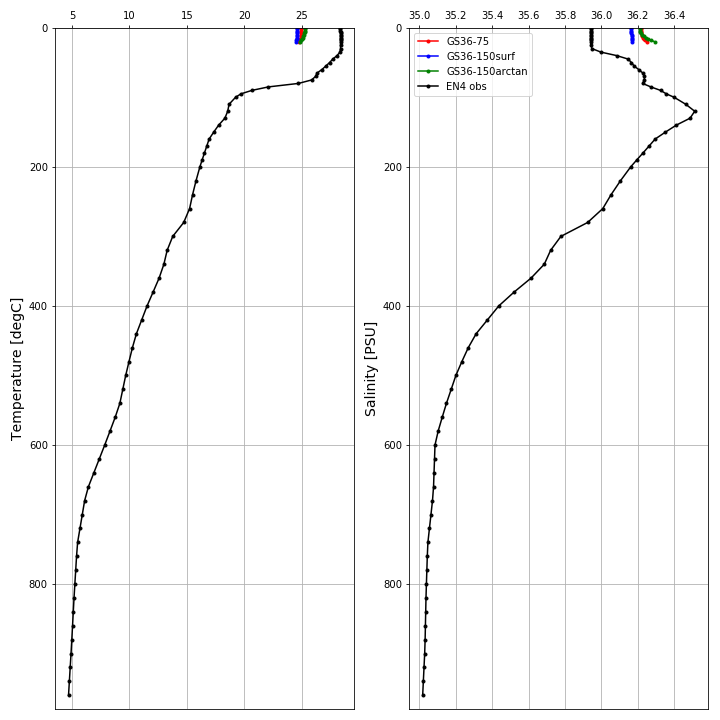 5 10 15 20 25
0
200
400
600
800
Temperature [degC]
35.0 35.2 35.4 35.6 35.8 36.0 36.2 36.4
0
200
400
600
800
Salinity [PSU]
GS36-75
GS36-150surf
GS36-150arctan
EN4 obs